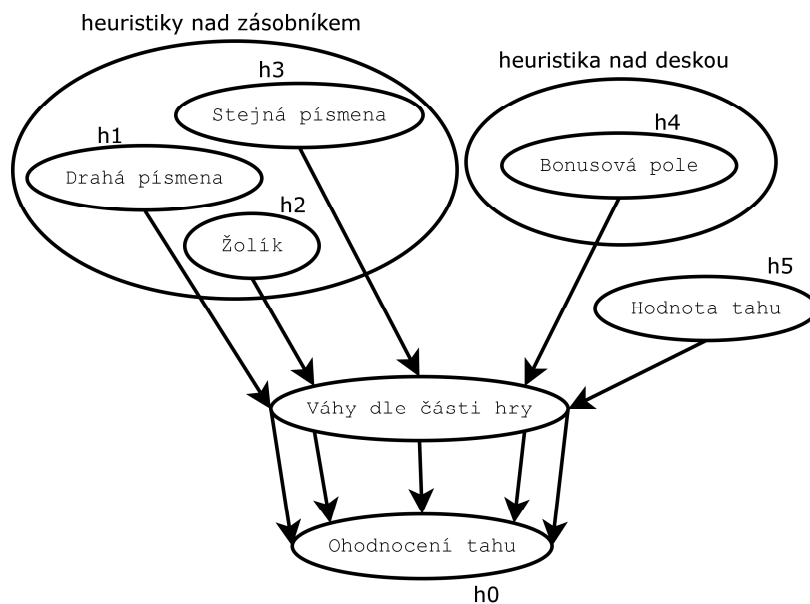 heuristiky nad zásobníkem
heuristika nad deskou
h3
Stejná písmena
h1
Drahá písmena
h4
Bonusová pole
h2
Žolík
h5
Hodnota tahu
Váhy dle části hry
Ohodnocení tahu
h0